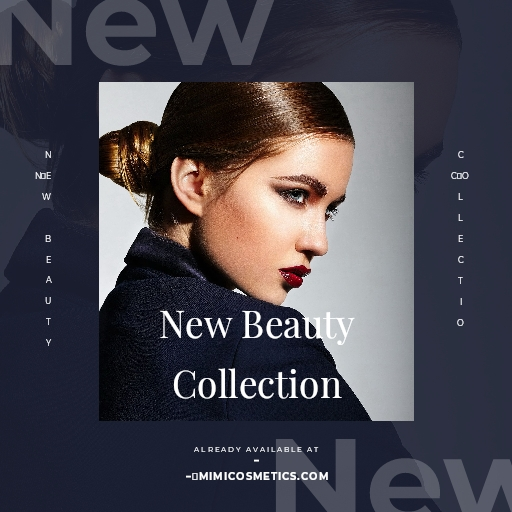 New
N
N□E
W
B
E
A
U
T
Y
C
C□O
L
L
E
C
T
I
O
New Beauty
Collection
ALREADY AVAILABLE AT
-
-□MIMICOSMETICS.COM
New